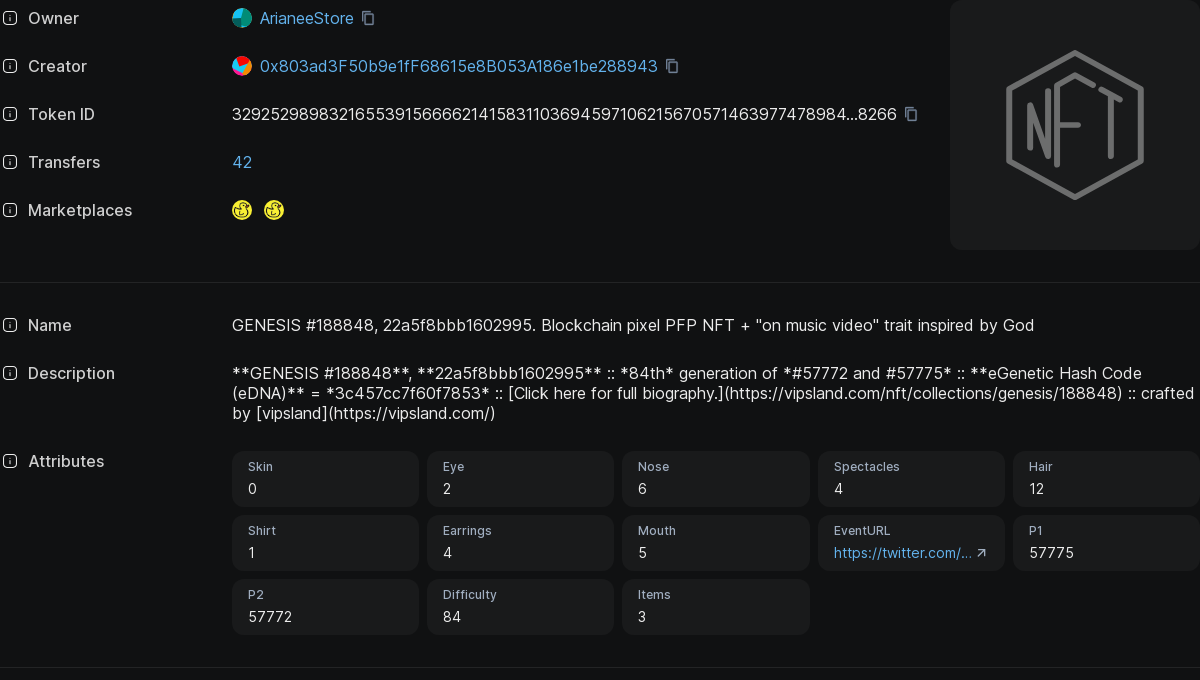 Owner ArianeeStore
Creator 0x803ad3F50b9e1fF68615e8B053A186e1be288943
Token ID 32925298983216553915666621415831103694597106215670571463977478984...8266
Transfers 42
Marketplaces
NFT
Name GENESIS #188848, 22a5f8bbb1602995. Blockchain pixel PFP NFT + "on music video" trait inspired by God
Description **GENESIS #188848**, **22a5f8bbb1602995** :: *84th* generation of *#57772 and #57775* :: **eGenetic Hash Code
(eDNA)** = *3c457cc7f60f7853* :: [Click here for full biography.](https://vipsland.com/nft/collections/genesis/188848) :: crafted
by [vipsland](https://vipsland.com/)
Attributes
Skin Eye Nose Spectacles Hair
0 2 6 4 12
Shirt Earrings Mouth EventURL P1
1 4 5 https://twitter.com/... 57775
P2 Difficulty Items
57772 84 3